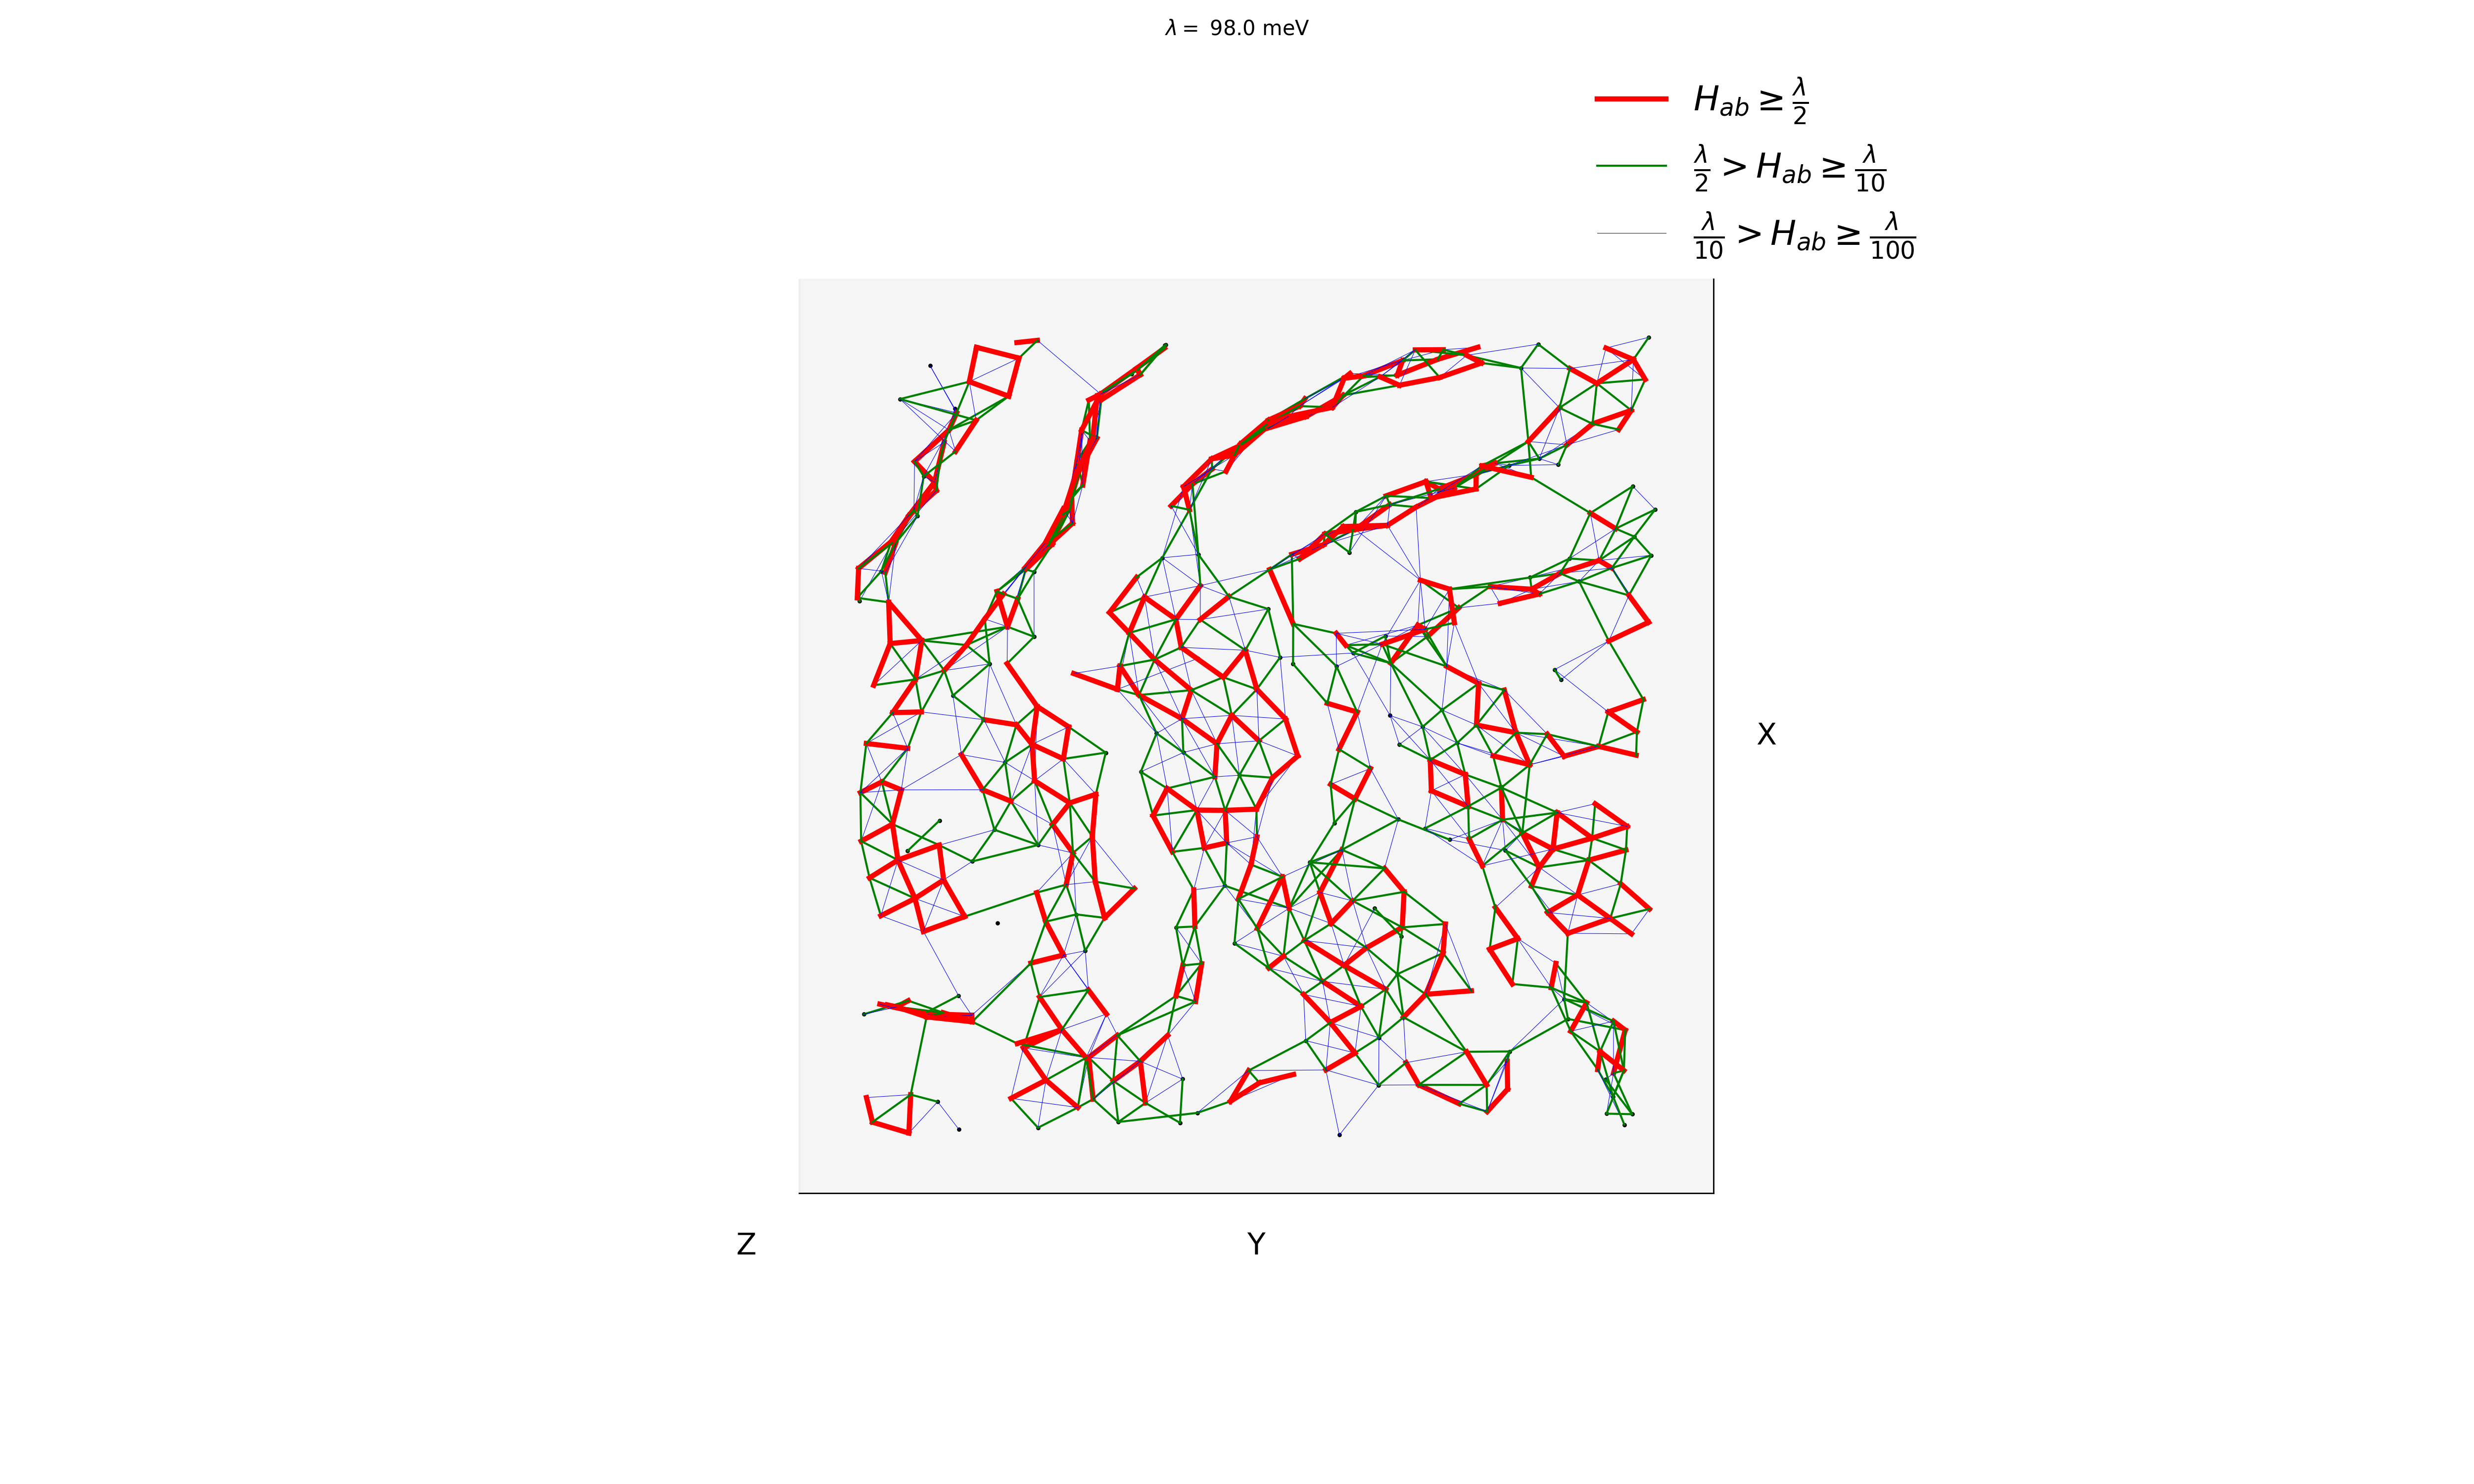 λ = 98.0 meV
H_ab ≥ λ/2
λ/2 > H_ab ≥ λ/10
λ/10 > H_ab ≥ λ/100
X
Z
Y